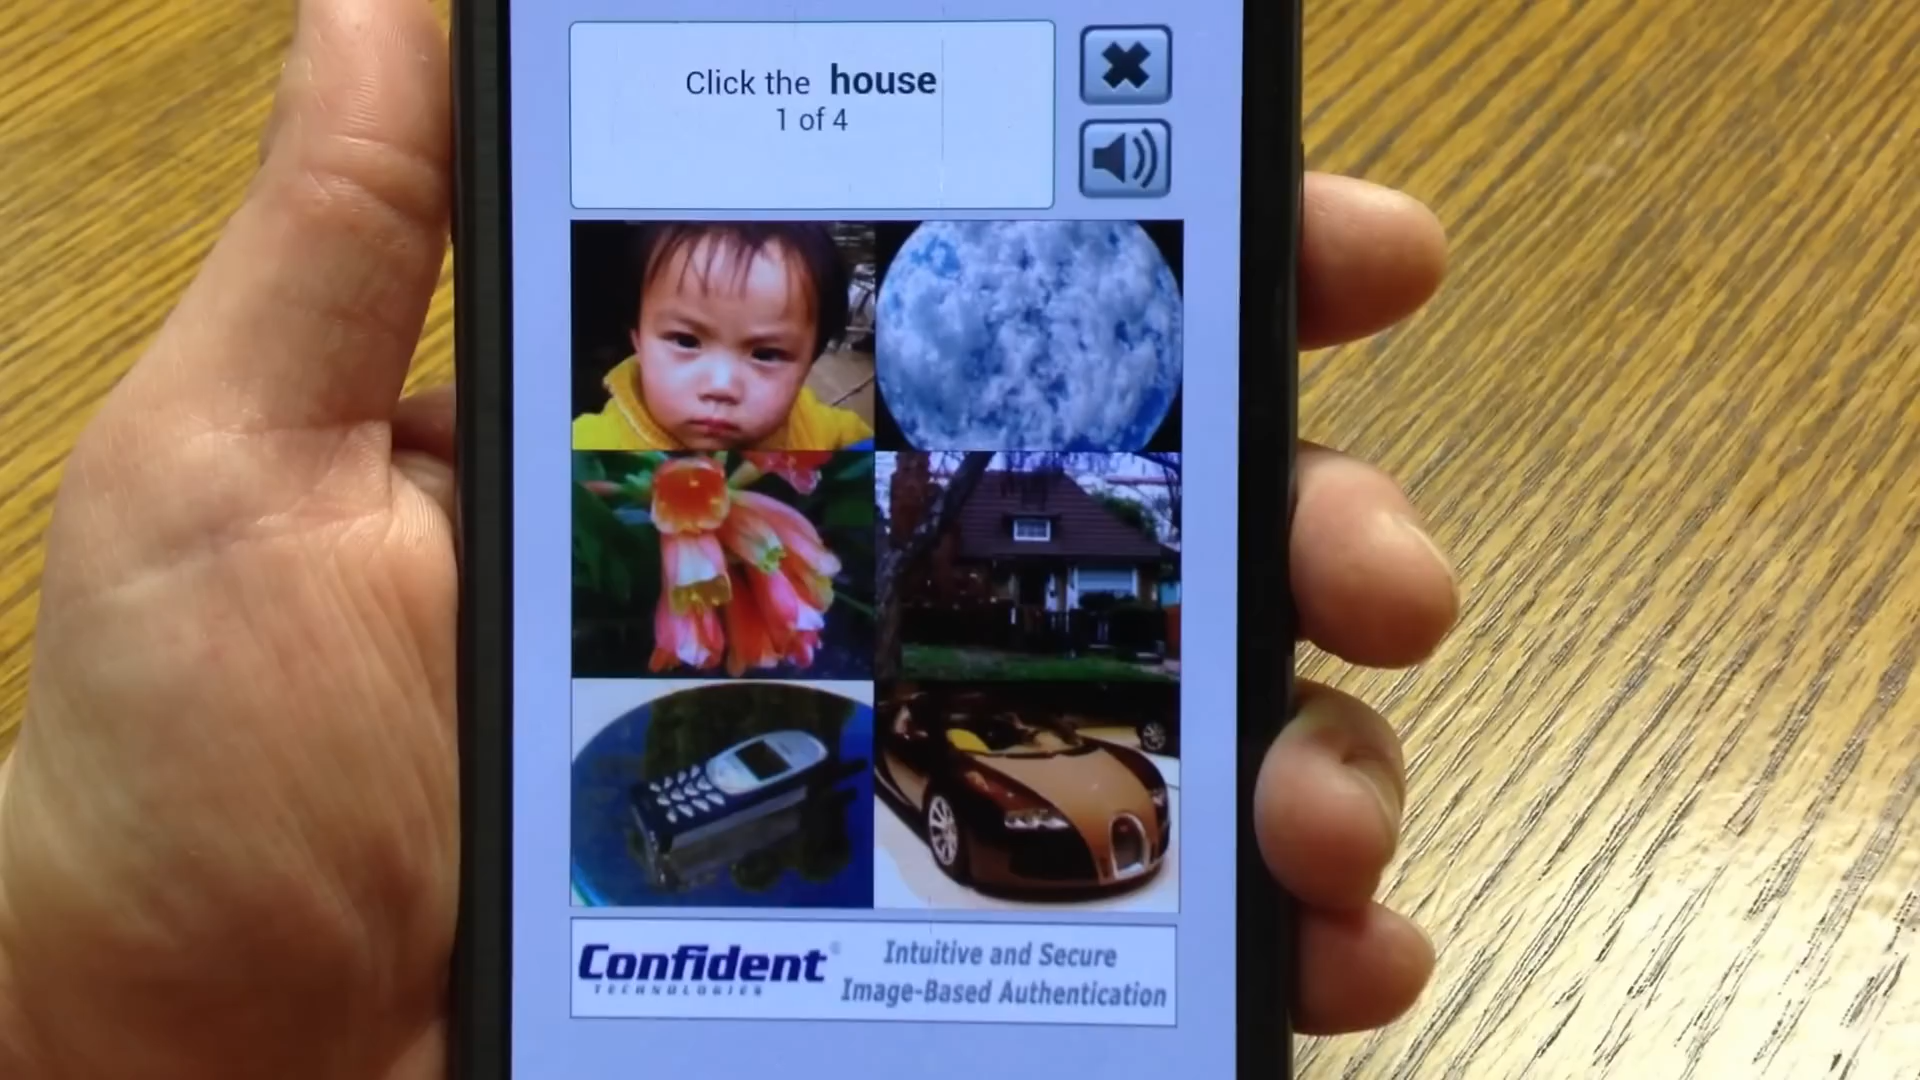 Click the house
1 of 4
Confident®
TECHNOLOGIES
Intuitive and Secure
Image-Based Authentication